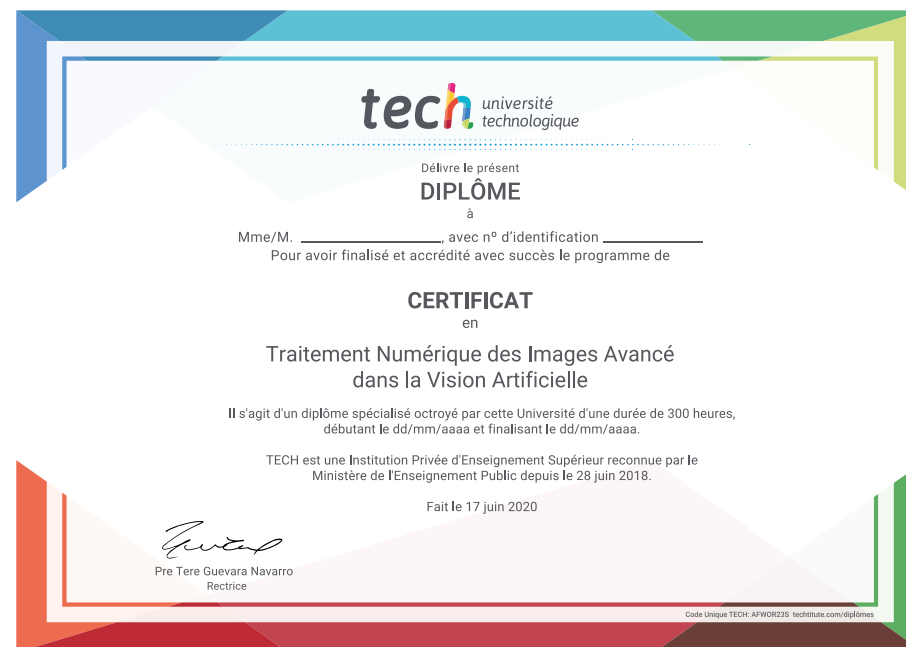 tech université
technologique
Délivre le présent
DIPLÔME
à
Mme/M. ____________________, avec nº d'identification ______________
Pour avoir finalisé et accrédité avec succès le programme de
CERTIFICAT
en
Traitement Numérique des Images Avancé
dans la Vision Artificielle
Il s'agit d'un diplôme spécialisé octroyé par cette Université d'une durée de 300 heures,
débutant le dd/mm/aaaa et finalisant le dd/mm/aaaa.
TECH est une Institution Privée d'Enseignement Supérieur reconnue par le
Ministère de l'Enseignement Public depuis le 28 juin 2018.
Fait le 17 juin 2020
Pre Tere Guevara Navarro
Rectrice
Code Unique TECH: AFWOR23S techtitute.com/diplômes